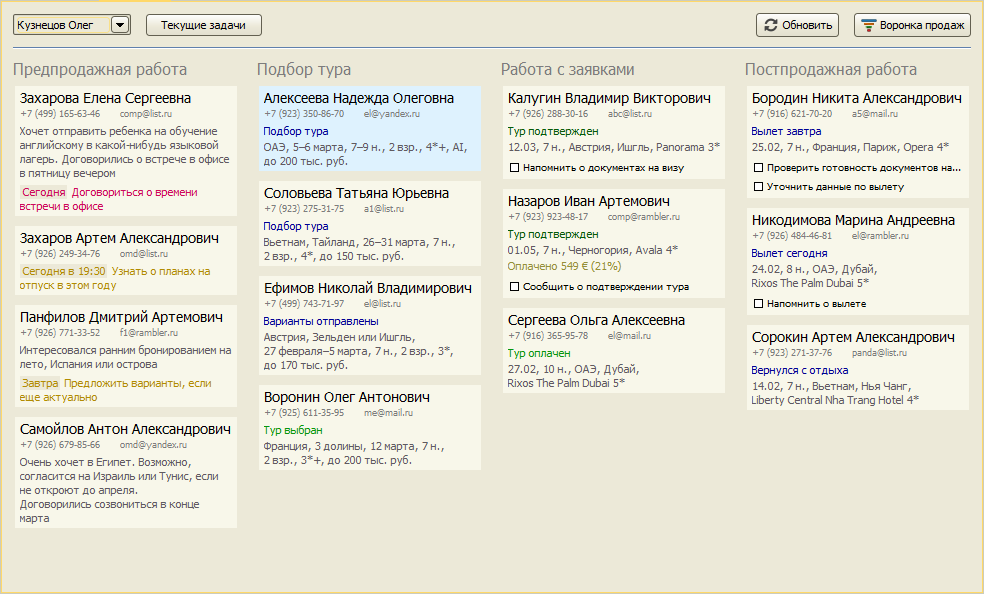 Кузнецов Олег
Текущие задачи
Обновить
Воронка продаж
Предпродажная работа
Захарова Елена Сергеевна
+7 (499) 165-63-46 comp@list.ru
Хочет отправить ребенка на обучение
английскому в какой-нибудь языковой
лагерь. Договорились о встрече в офисе
в пятницу вечером
Сегодня Договориться о времени
встречи в офисе
Захаров Артем Александрович
+7 (926) 249-34-76 omd@list.ru
Сегодня в 19:30 Узнать о планах на
отпуск в этом году
Панфилов Дмитрий Артемович
+7 (926) 771-33-52 f1@rambler.ru
Интересовался ранним бронированием на
лето, Испания или острова
Завтра Предложить варианты, если
еще актуально
Самойлов Антон Александрович
+7 (926) 679-85-66 omd@yandex.ru
Очень хочет в Египет. Возможно,
согласится на Израиль или Тунис, если
не откроют до апреля.
Договорились созвониться в конце
марта
Подбор тура
Алексеева Надежда Олеговна
+7 (923) 350-86-70 el@yandex.ru
Подбор тура
ОАЭ, 5–6 марта, 7–9 н., 2 взр., 4*+, AI,
до 200 тыс. руб.
Соловьева Татьяна Юрьевна
+7 (923) 275-31-75 a1@list.ru
Подбор тура
Вьетнам, Тайланд, 26–31 марта, 7 н.,
2 взр., 4*, до 150 тыс. руб.
Ефимов Николай Владимирович
+7 (499) 743-71-97 el@list.ru
Варианты отправлены
Австрия, Зельден или Ишгль,
27 февраля–5 марта, 7 н., 2 взр., 3*,
до 170 тыс. руб.
Воронин Олег Антонович
+7 (925) 611-35-95 me@mail.ru
Тур выбран
Франция, 3 долины, 12 марта, 7 н.,
2 взр., 3*+, до 200 тыс. руб.
Работа с заявками
Калугин Владимир Викторович
+7 (926) 288-30-16 abc@list.ru
Тур подтвержден
12.03, 7 н., Австрия, Ишгль, Panorama 3*
Напомнить о документах на визу
Назаров Иван Артемович
+7 (923) 923-48-17 comp@rambler.ru
Тур подтвержден
01.05, 7 н., Черногория, Avala 4*
Оплачено 549 € (21%)
Сообщить о подтверждении тура
Сергеева Ольга Алексеевна
+7 (916) 365-95-78 el@mail.ru
Тур оплачен
27.02, 10 н., ОАЭ, Дубай,
Rixos The Palm Dubai 5*
Постпродажная работа
Бородин Никита Александрович
+7 (916) 621-70-20 a5@mail.ru
Вылет завтра
25.02, 7 н., Франция, Париж, Opera 4*
Проверить готовность документов на...
Уточнить данные по вылету
Никодимова Марина Андреевна
+7 (926) 484-46-81 el@rambler.ru
Вылет сегодня
24.02, 8 н., ОАЭ, Дубай,
Rixos The Palm Dubai 5*
Напомнить о вылете
Сорокин Артем Александрович
+7 (923) 271-37-76 panda@list.ru
Вернулся с отдыха
14.02, 7 н., Вьетнам, Нья Чанг,
Liberty Central Nha Trang Hotel 4*